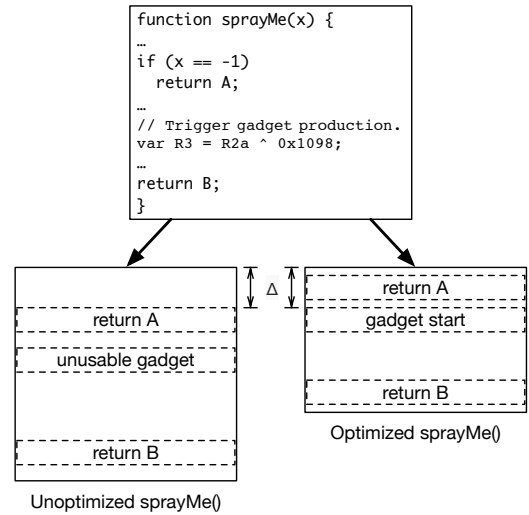 function sprayMe(x) {
…
if (x == -1)
return A;
…
// Trigger gadget production.
var R3 = R2a ^ 0x1098;
…
return B;
}
Δ
return A
unusable gadget
return B
Unoptimized sprayMe()
return A
gadget start
return B
Optimized sprayMe()